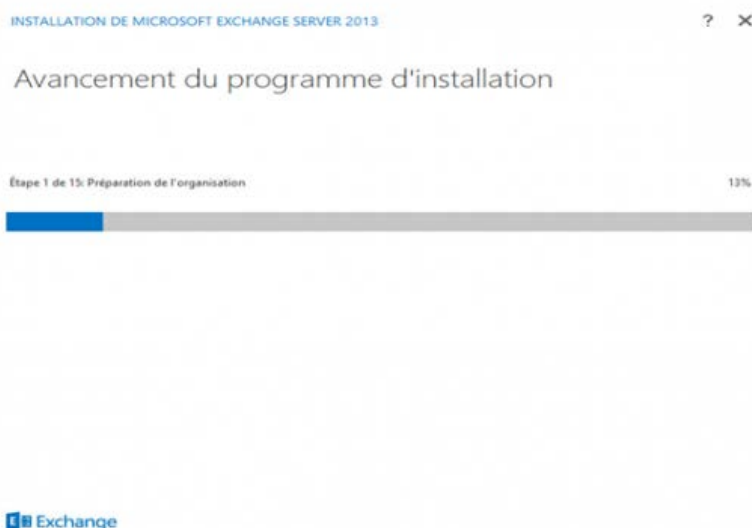 INSTALLATION DE MICROSOFT EXCHANGE SERVER 2013 ? ×
Avancement du programme d'installation
Étape 1 de 15: Préparation de l'organisation 13%
E Exchange